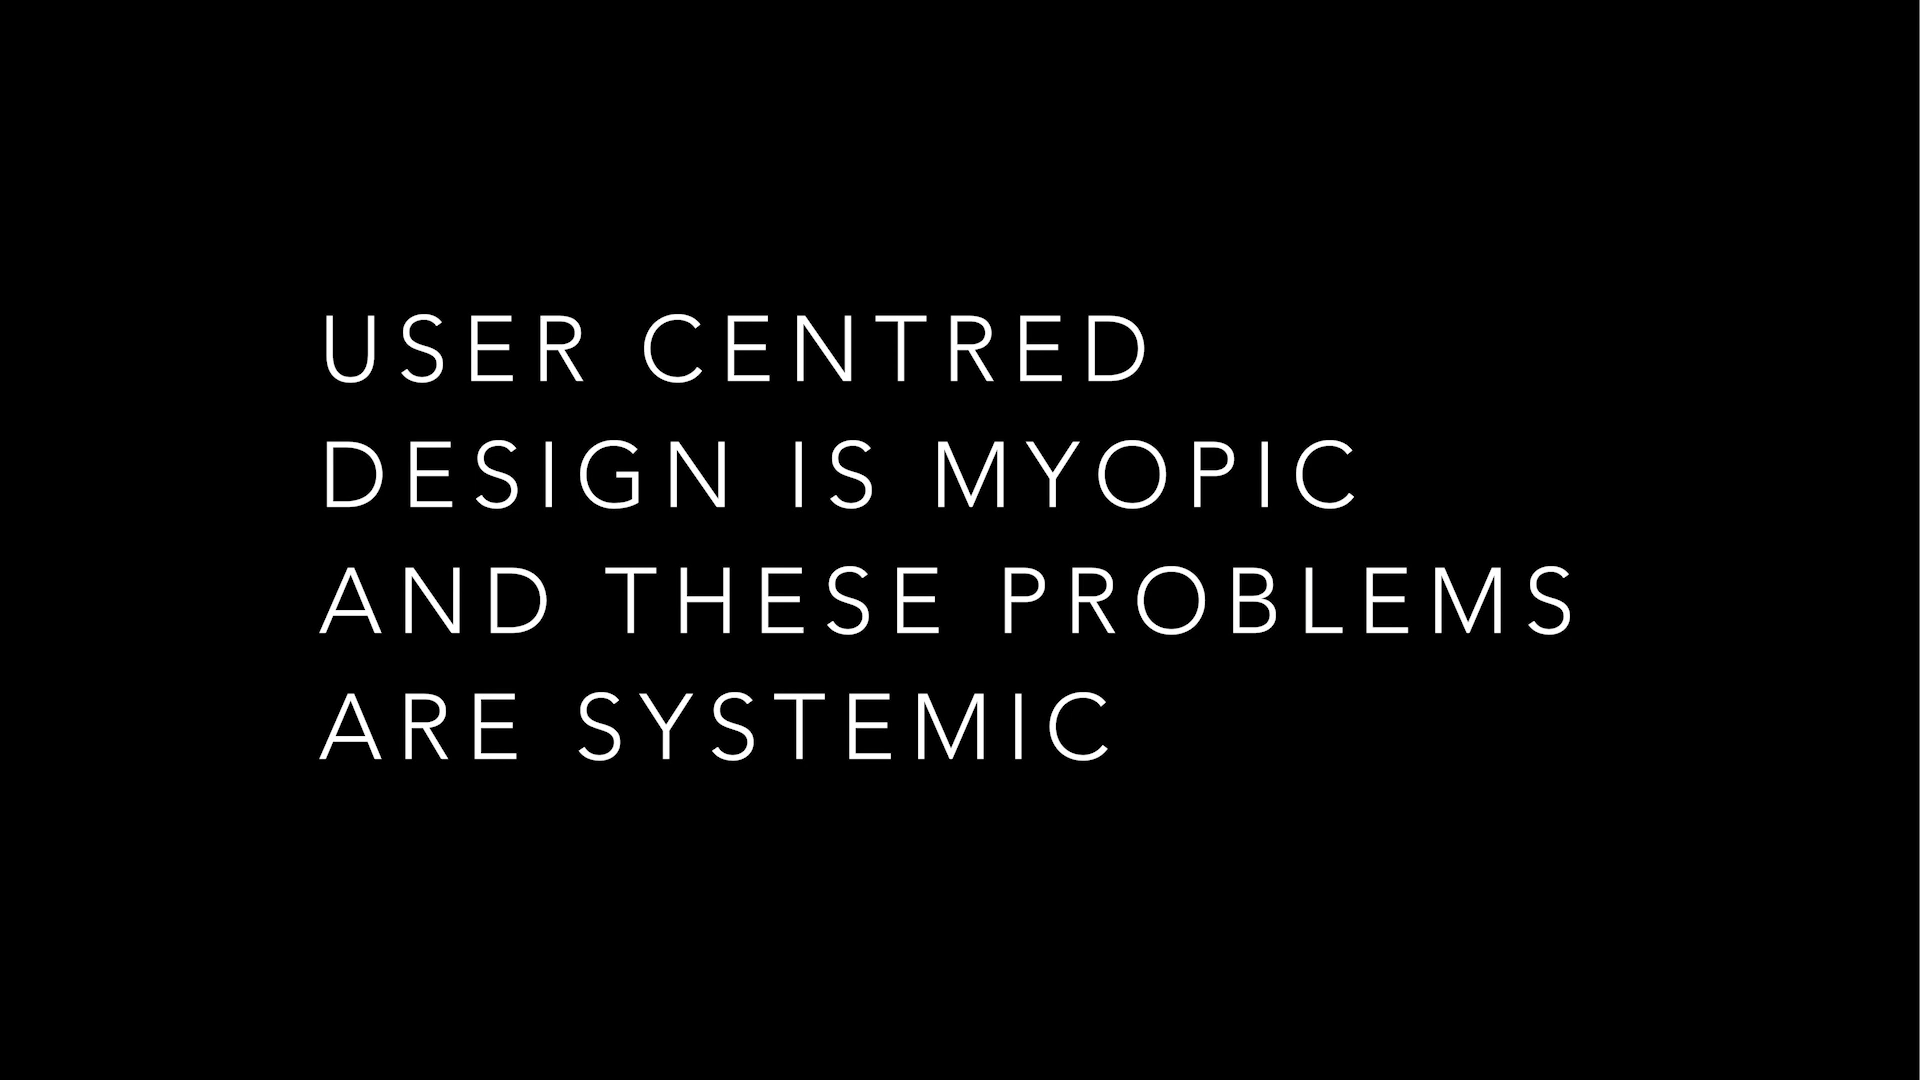 USER CENTRED
DESIGN IS MYOPIC
AND THESE PROBLEMS
ARE SYSTEMIC